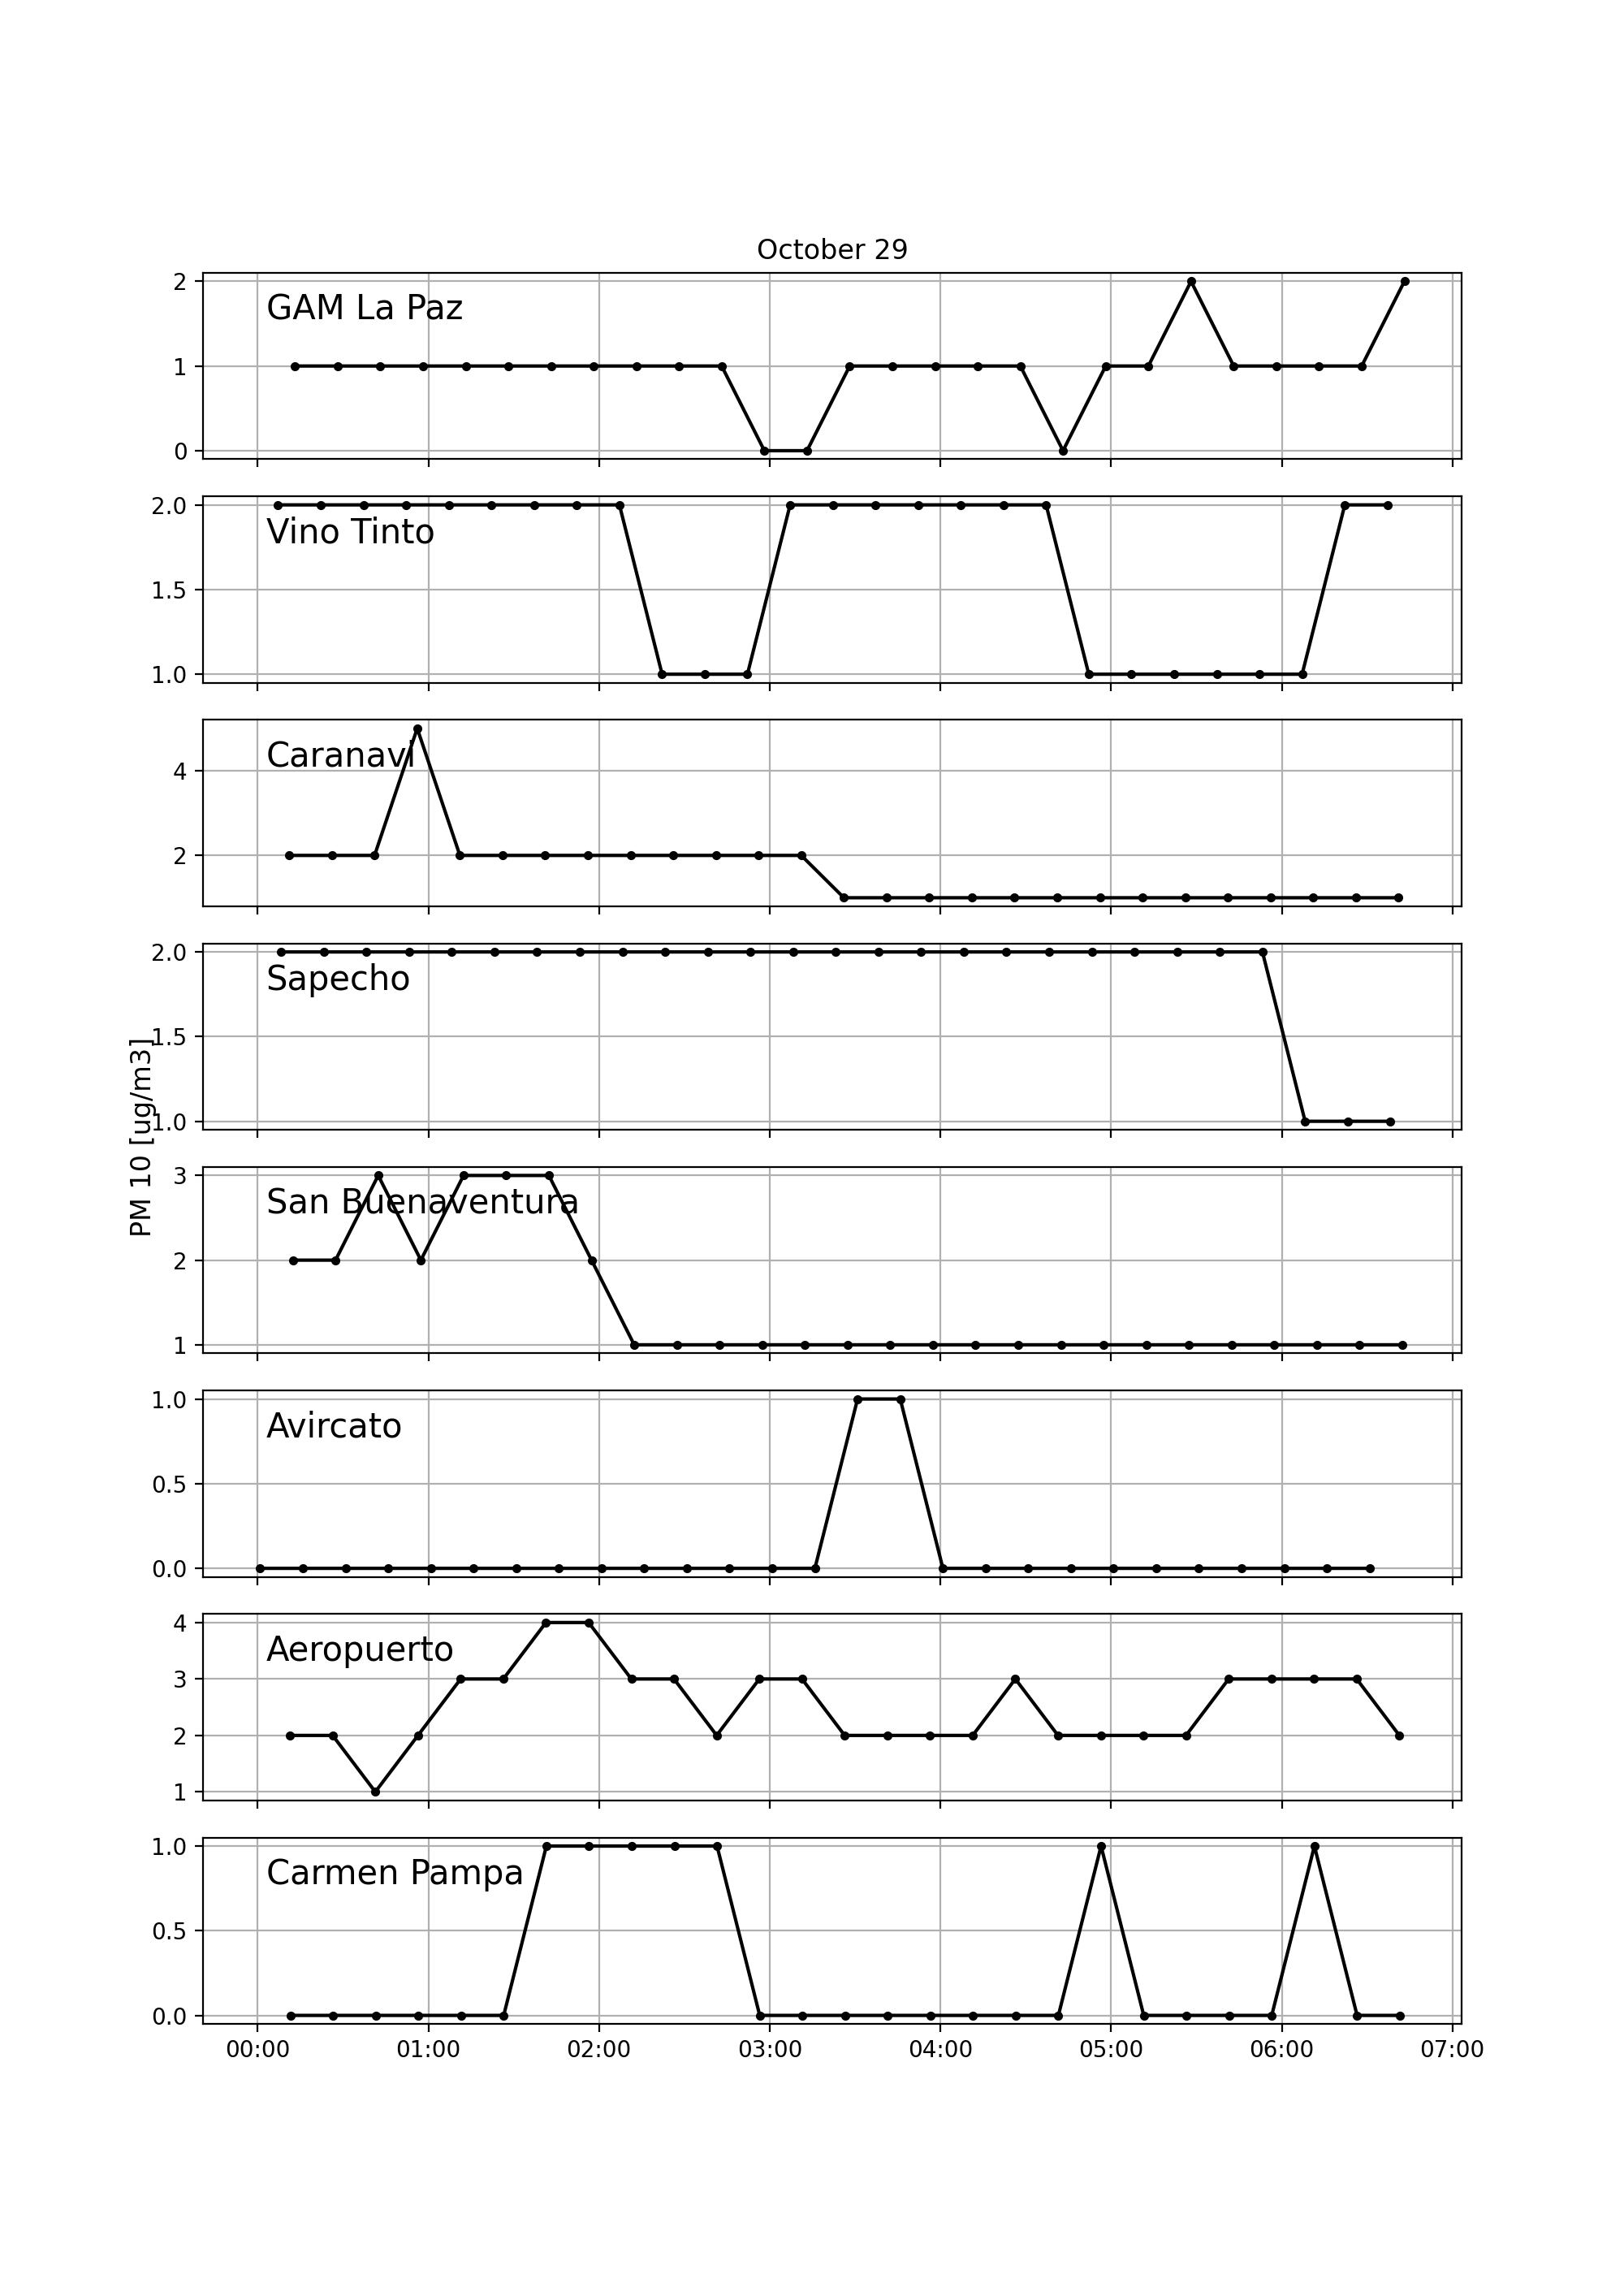 October 29
2
GAM La Paz
1
0
2.0
Vino Tinto
1.5
1.0
Caranavi
4
2
2.0
Sapecho
1.5
1.0
PM 10 [ug/m3]
3
San Buenaventura
2
1
1.0
Avircato
0.5
0.0
4
Aeropuerto
3
2
1
1.0
Carmen Pampa
0.5
0.0
00:00 01:00 02:00 03:00 04:00 05:00 06:00 07:00